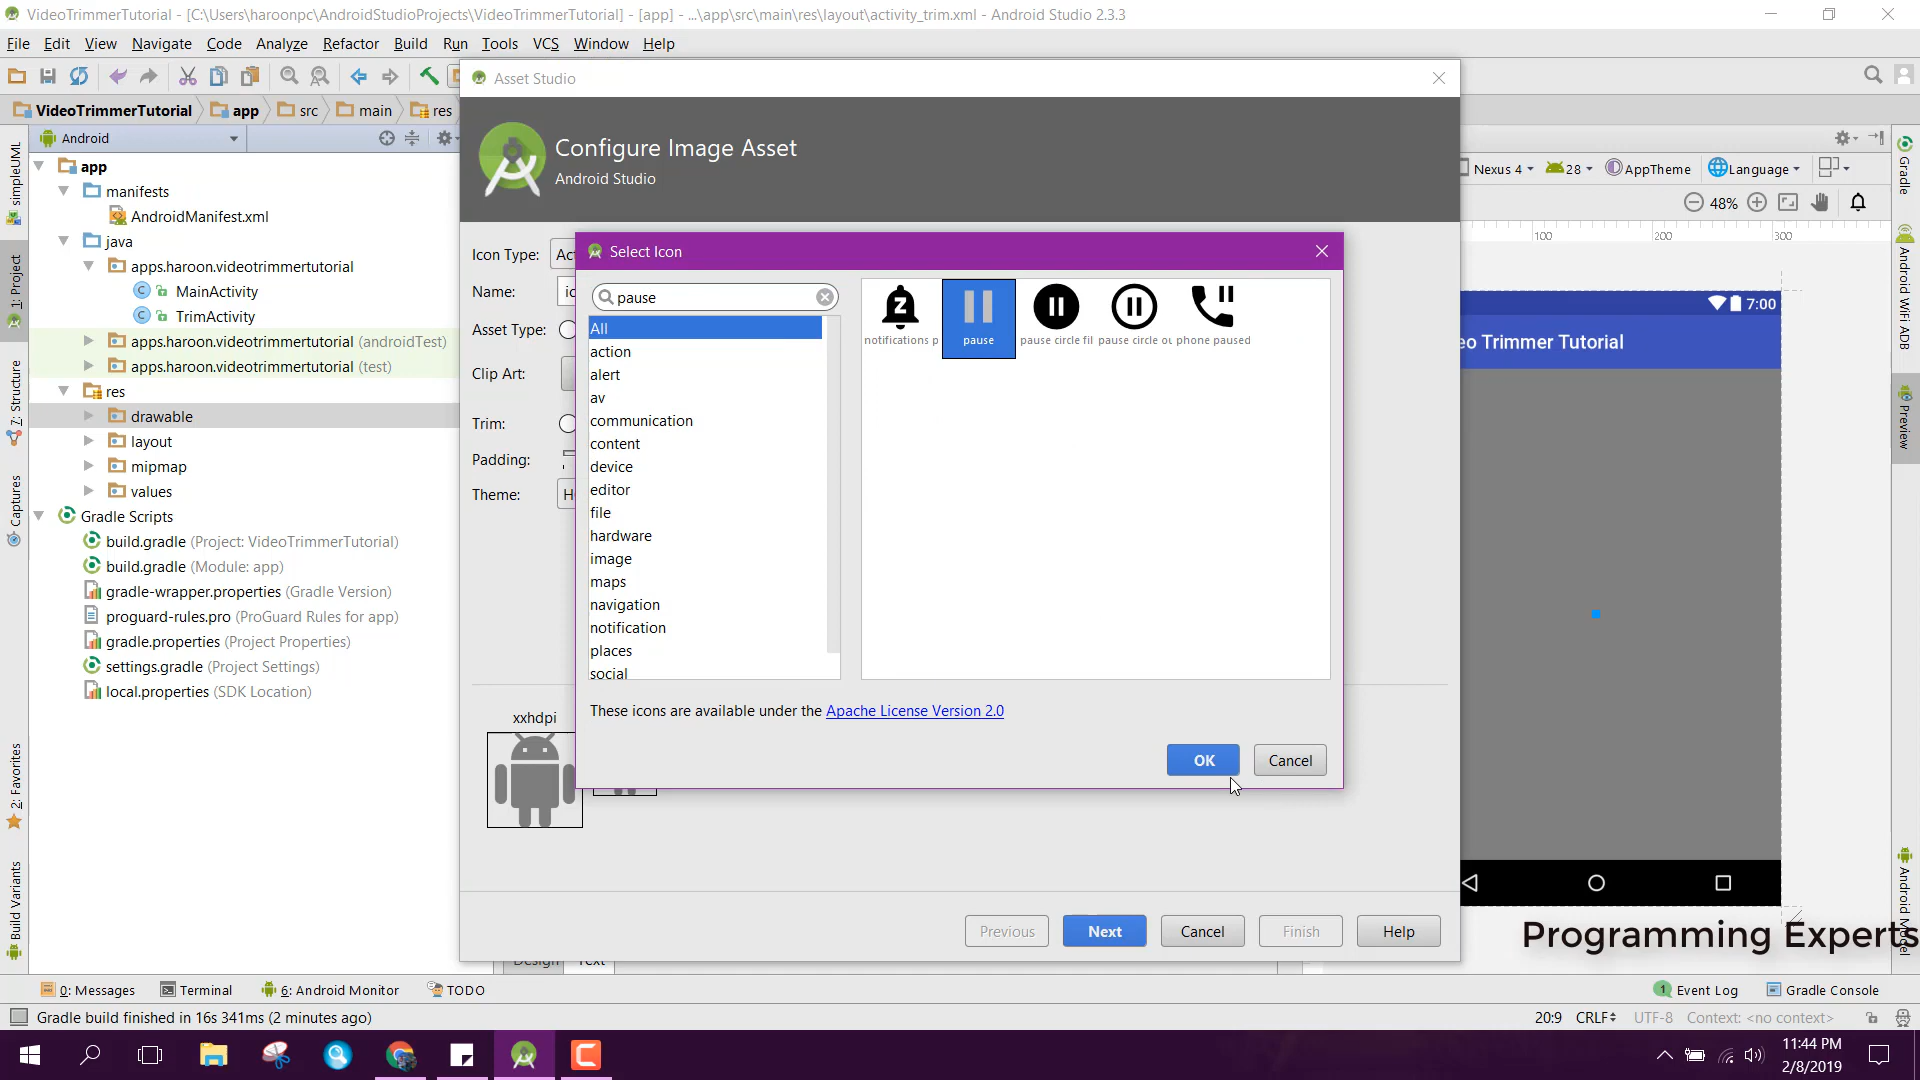 VideoTrimmerTutorial - [C:\Users\haroonpc\AndroidStudioProjects\VideoTrimmerTutorial] - [app] - ...\app\src\main\res\layout\activity_trim.xml - Android Studio 2.3.3
File Edit View Navigate Code Analyze Refactor Build Run Tools VCS Window Help
VideoTrimmerTutorial app src main res
Android
app
manifests
AndroidManifest.xml
java
apps.haroon.videotrimmertutorial
MainActivity
TrimActivity
apps.haroon.videotrimmertutorial (androidTest)
apps.haroon.videotrimmertutorial (test)
res
drawable
layout
mipmap
values
Gradle Scripts
build.gradle (Project: VideoTrimmerTutorial)
build.gradle (Module: app)
gradle-wrapper.properties (Gradle Version)
proguard-rules.pro (ProGuard Rules for app)
gradle.properties (Project Properties)
settings.gradle (Project Settings)
local.properties (SDK Location)
simpleUML
1: Project
7: Structure
Captures
2: Favorites
Build Variants
Asset Studio
Configure Image Asset
Android Studio
Icon Type:
Name:
Asset Type:
Clip Art:
Trim:
Padding:
Theme:
xxhdpi
Select Icon
pause
All
action
alert
av
communication
content
device
editor
file
hardware
image
maps
navigation
notification
places
social
notifications p pause pause circle fil pause circle ou phone paused
These icons are available under the Apache License Version 2.0
OK Cancel
Previous Next Cancel Finish Help
Design Text
Nexus 4 28 AppTheme Language
48%
100 200 300
7:00
eo Trimmer Tutorial
Gradle
Android WiFi ADB
Preview
Android Model
Programming Experts
0: Messages Terminal 6: Android Monitor TODO 1 Event Log Gradle Console
Gradle build finished in 16s 341ms (2 minutes ago) 20:9 CRLF UTF-8 Context: <no context>
11:44 PM
2/8/2019